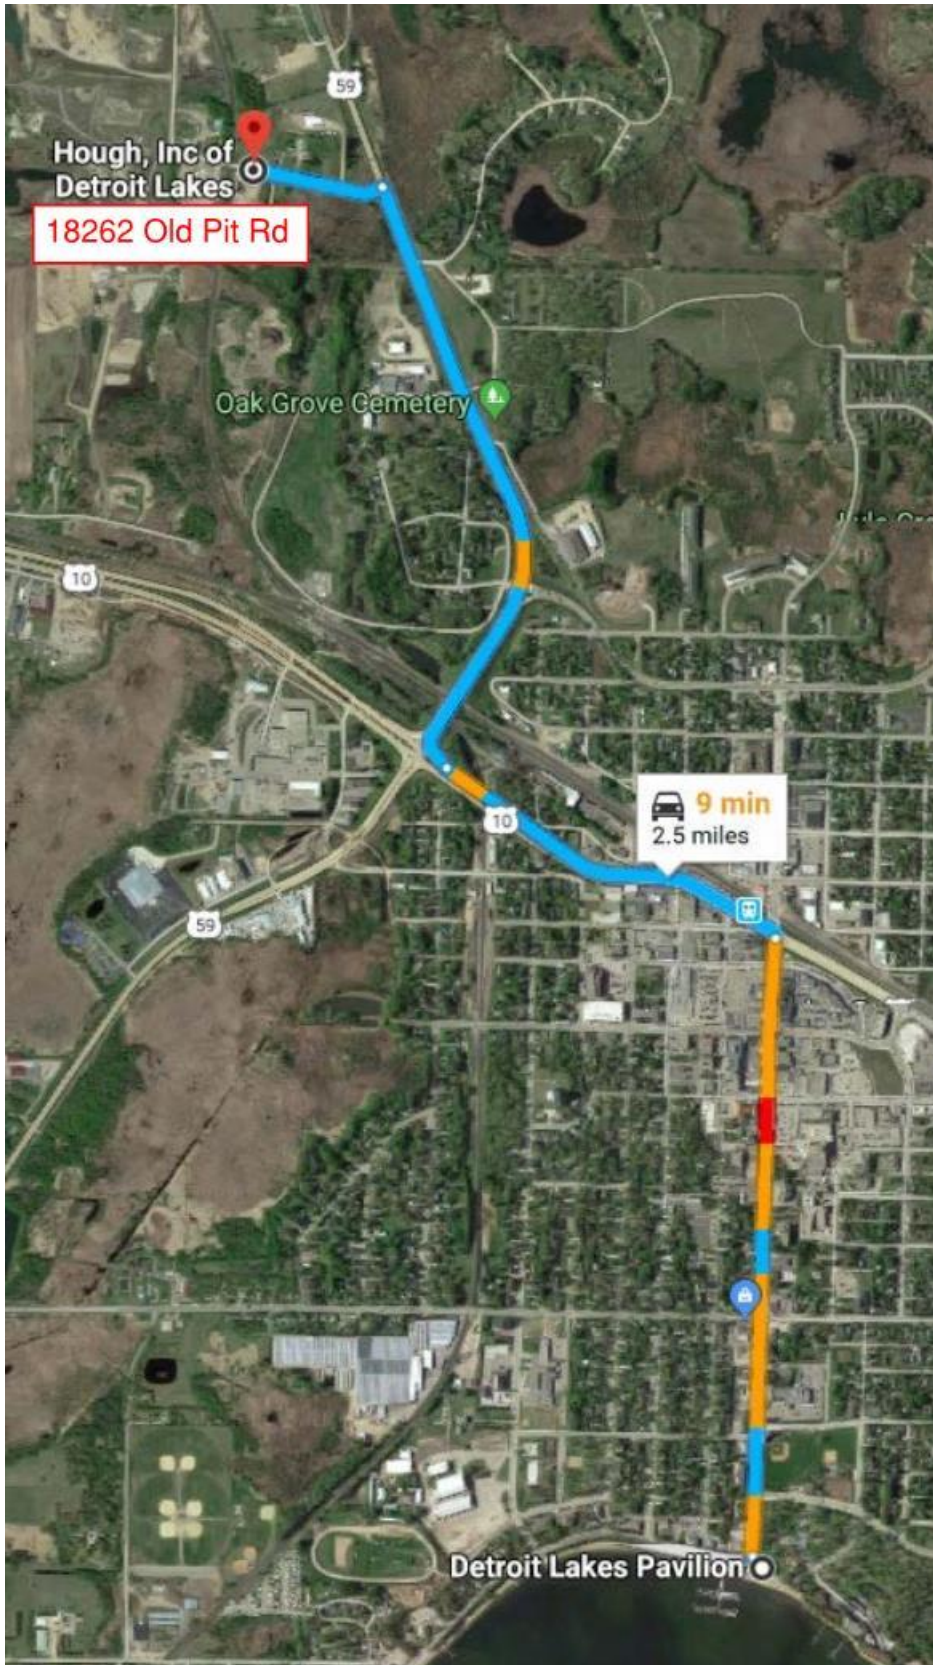 59
Hough, Inc of
Detroit Lakes
18262 Old Pit Rd
Oak Grove Cemetery
10
9 min
2.5 miles
10
59
Detroit Lakes Pavilion